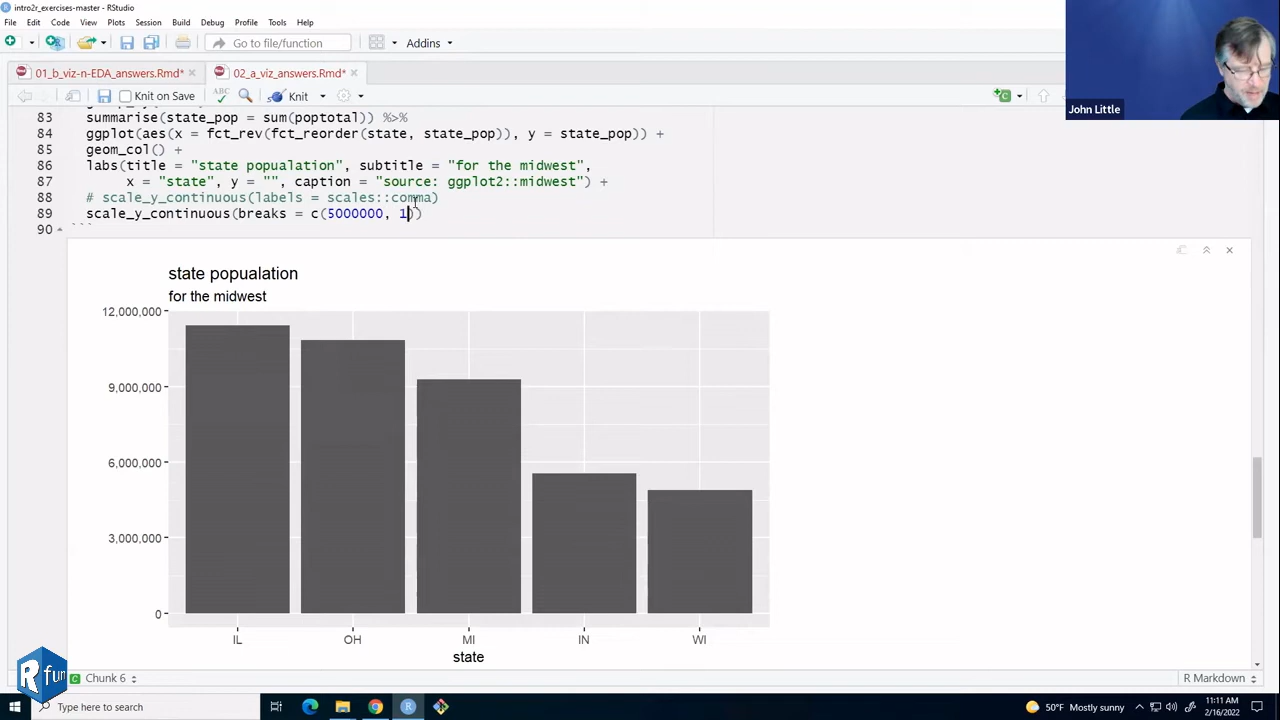 intro2r_exercises-master - RStudio
File Edit Code View Plots Session Build Debug Profile Tools Help
Go to file/function Addins
01_b_viz-n-EDA_answers.Rmd* 02_a_viz_answers.Rmd*
Knit on Save ABC Knit
John Little
83 summarise(state_pop = sum(poptotal)) %>%
84 ggplot(aes(x = fct_rev(fct_reorder(state, state_pop)), y = state_pop)) +
85 geom_col() +
86 labs(title = "state popualation", subtitle = "for the midwest",
87 x = "state", y = "", caption = "source: ggplot2::midwest") +
88 # scale_y_continuous(labels = scales::comma)
89 scale_y_continuous(breaks = c(5000000, 1))
90 ```
state popualation
for the midwest
12,000,000
9,000,000
6,000,000
3,000,000
0
IL OH MI IN WI
state
R fun
Chunk 6
R Markdown
Type here to search
50°F Mostly sunny
11:11 AM
2/16/2022